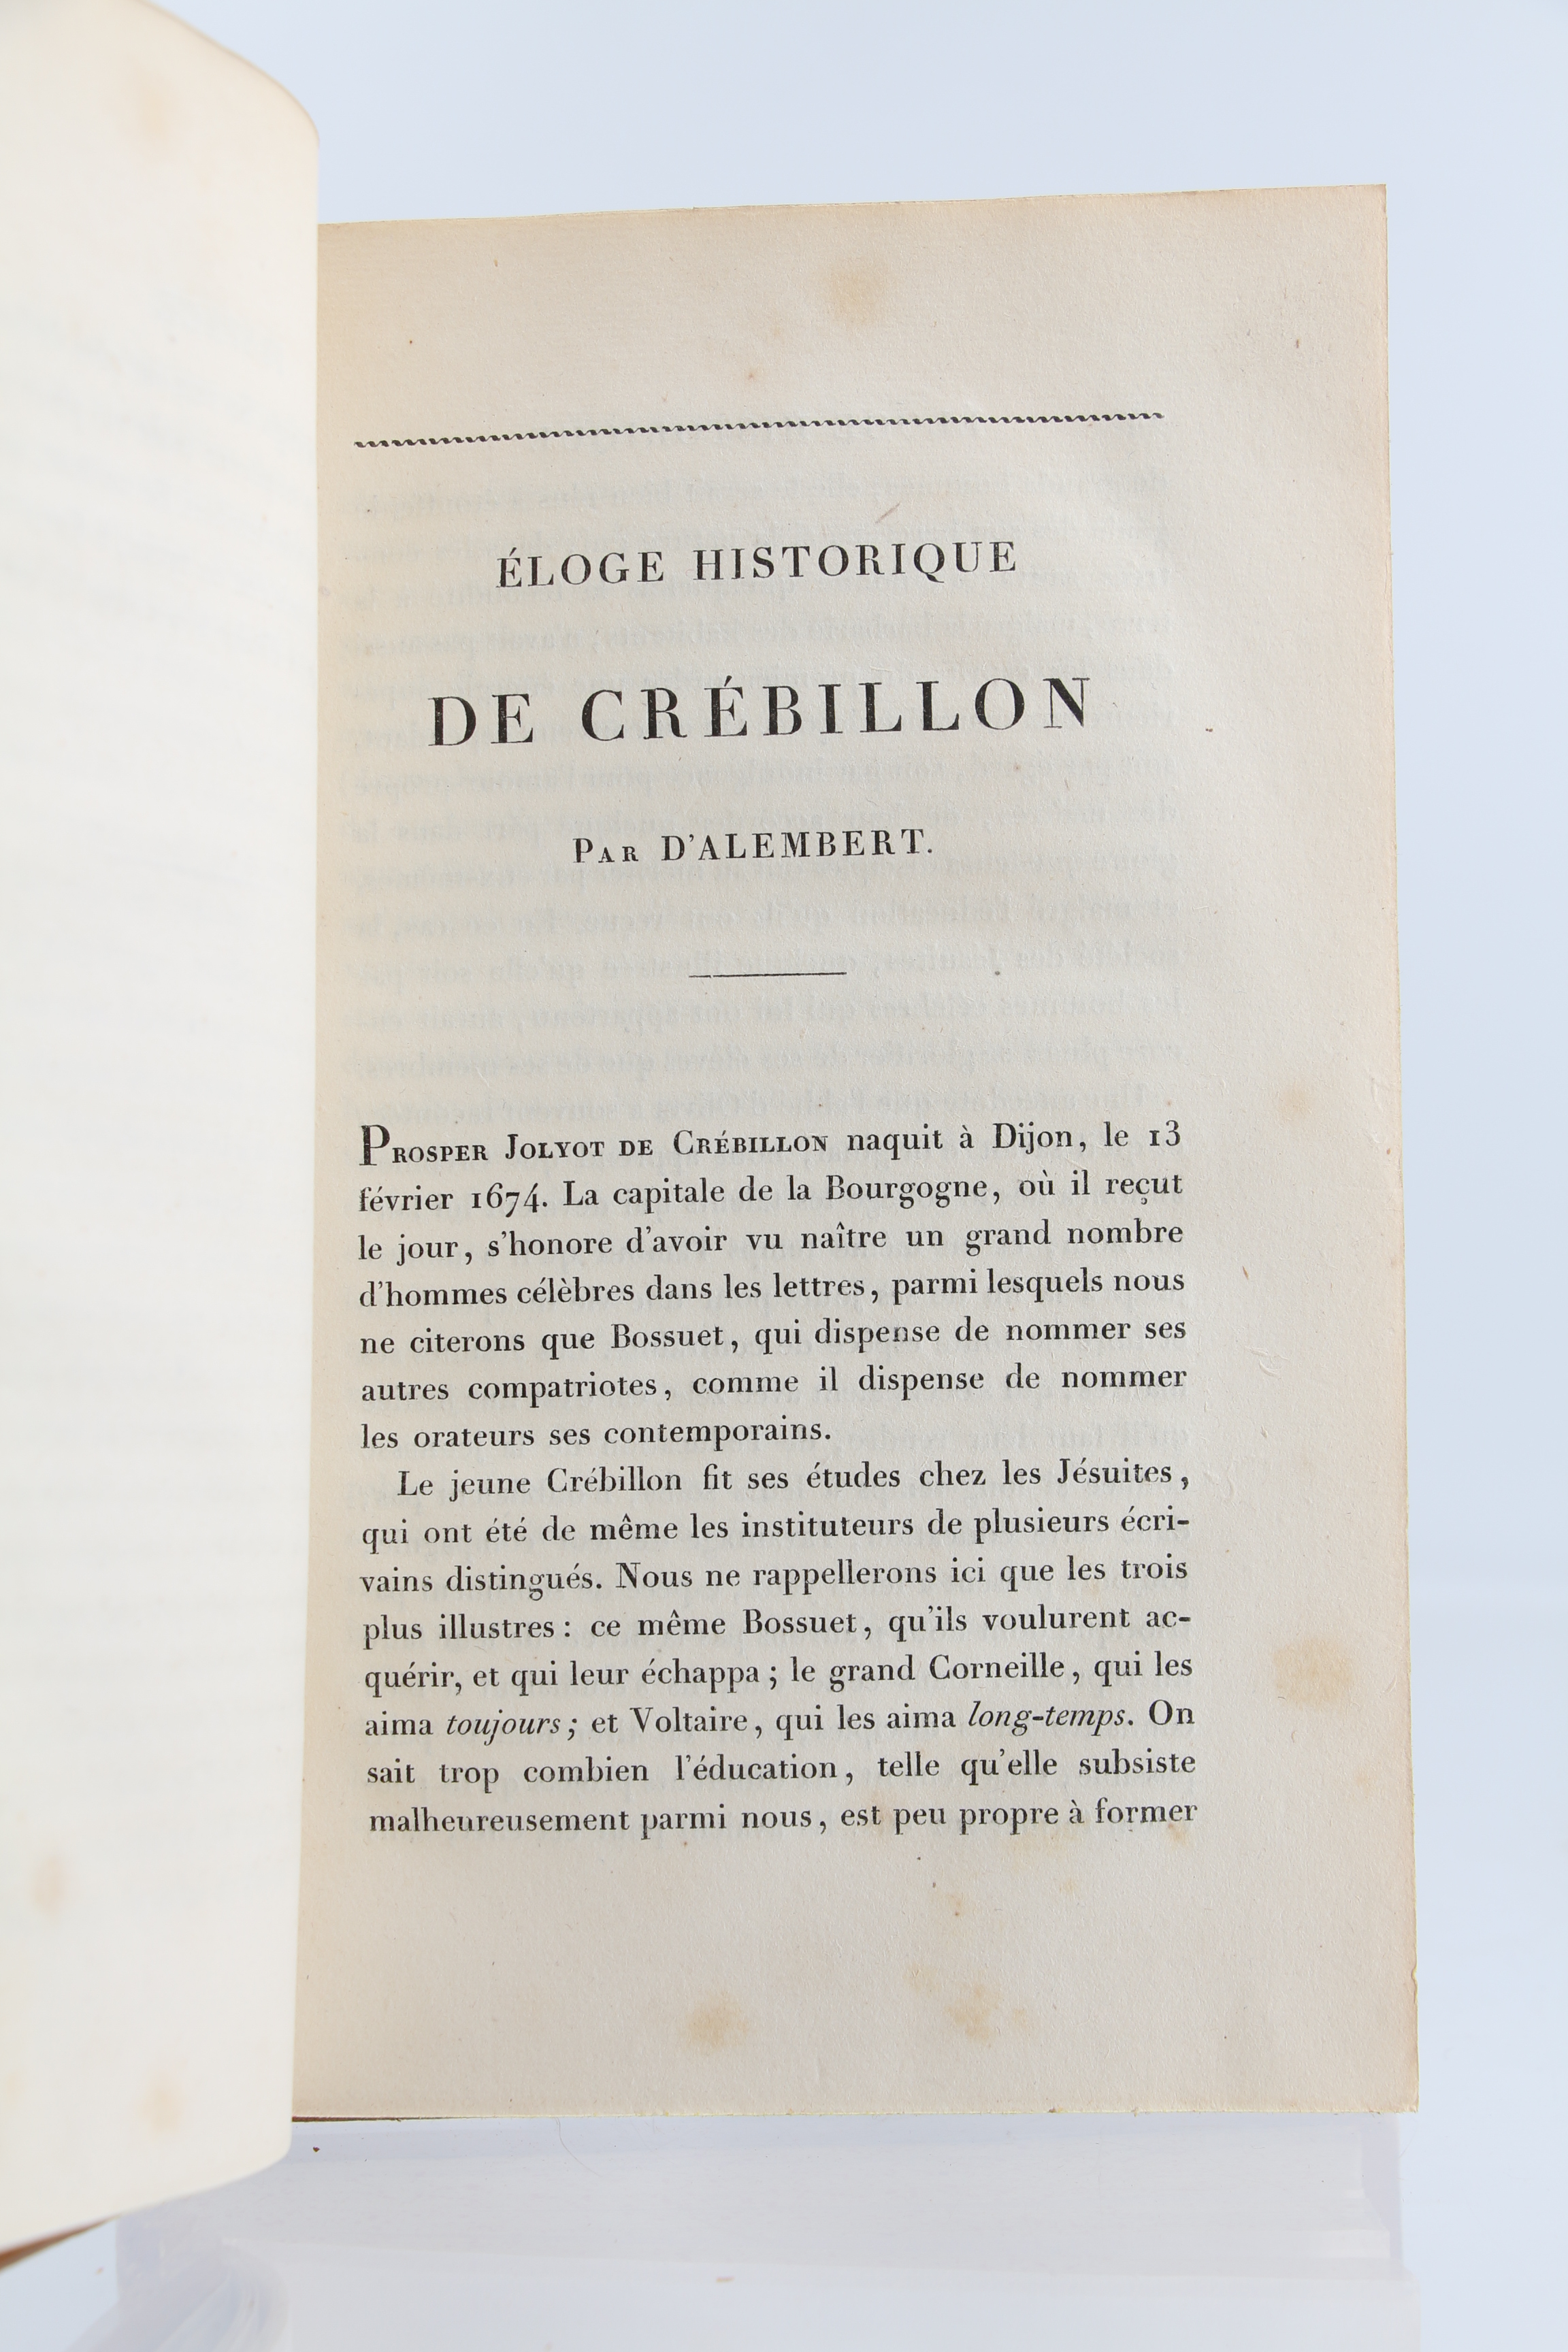 ÉLOGE HISTORIQUE
DE CRÉBILLON
PAR D'ALEMBERT.
PROSPER JOLYOT DE CRÉBILLON naquit à Dijon, le 13
février 1674. La capitale de la Bourgogne, où il reçut
le jour, s'honore d'avoir vu naître un grand nombre
d'hommes célèbres dans les lettres, parmi lesquels nous
ne citerons que Bossuet, qui dispense de nommer ses
autres compatriotes, comme il dispense de nommer
les orateurs ses contemporains.
Le jeune Crébillon fit ses études chez les Jésuites,
qui ont été de même les instituteurs de plusieurs écri-
vains distingués. Nous ne rappellerons ici que les trois
plus illustres : ce même Bossuet, qu'ils voulurent ac-
quérir, et qui leur échappa ; le grand Corneille, qui les
aima toujours ; et Voltaire, qui les aima long-temps. On
sait trop combien l'éducation, telle qu'elle subsiste
malheureusement parmi nous, est peu propre à former